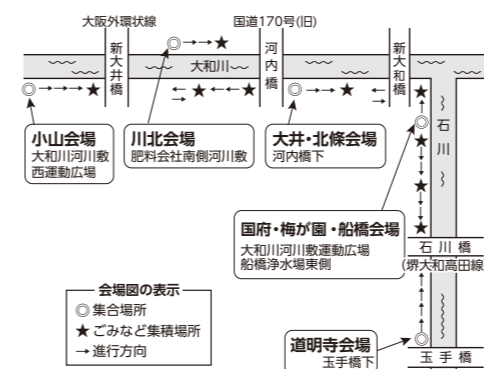 大阪外環状線
国道170号(旧)
新大井橋
河内橋
新大和橋
大和川
石川
小山会場
大和川河川敷
西運動広場
川北会場
肥料会社南側河川敷
大井・北條会場
河内橋下
国府・梅が園・船橋会場
大和川河川敷運動広場
船橋浄水場東側
石川橋
(堺大和高田線)
会場図の表示
◎集合場所
★ごみなど集積場所
→進行方向
道明寺会場
玉手橋下
玉手橋